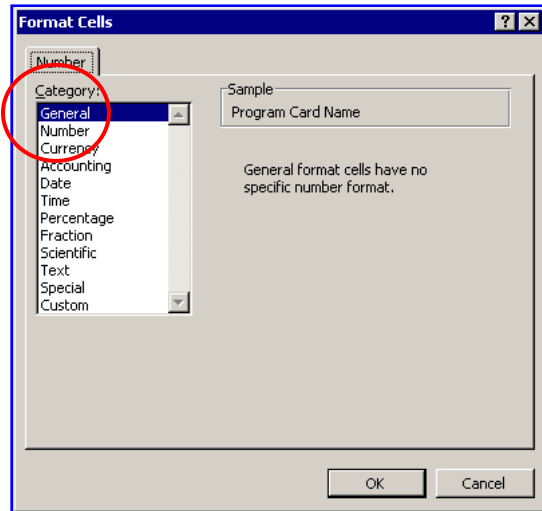 Format Cells
Number
Category:
General
Number
Currency
Accounting
Date
Time
Percentage
Fraction
Scientific
Text
Special
Custom
Sample
Program Card Name
General format cells have no
specific number format.
OK
Cancel